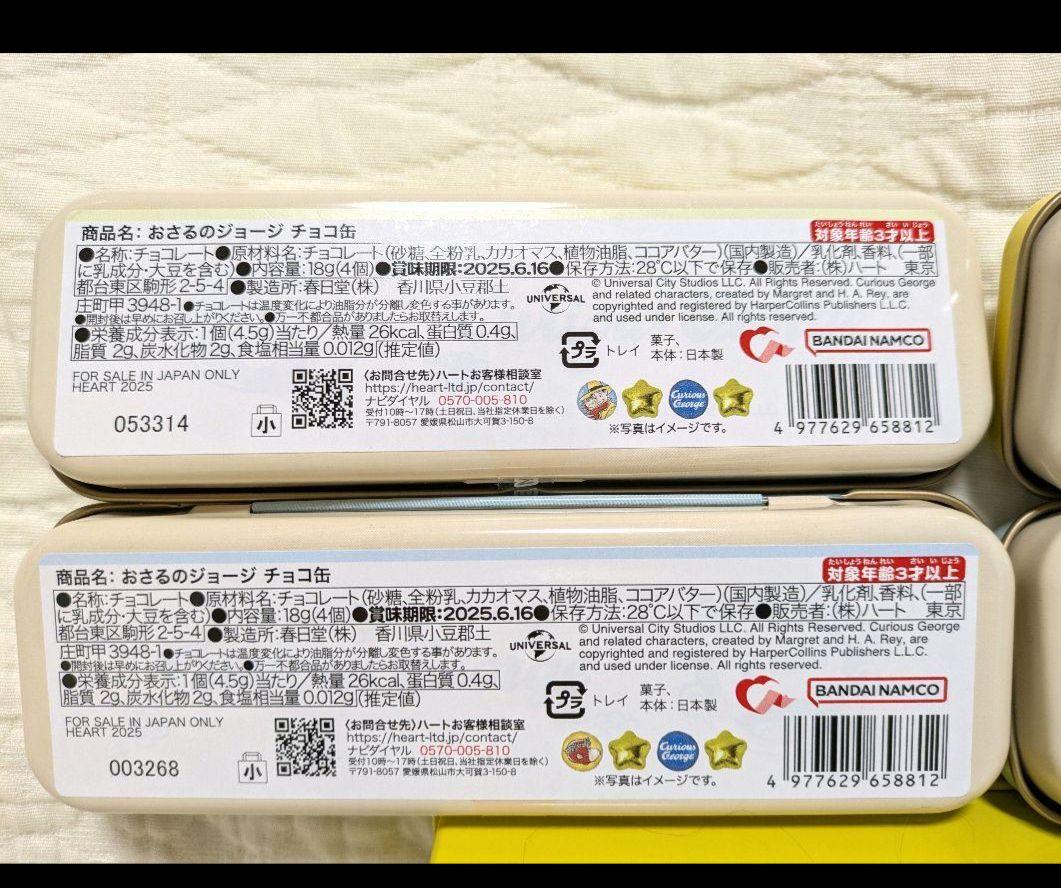 商品名: おさるのジョージ チョコ缶
たいしょうねんれい さい いじょう
対象年齢3才以上
●名称:チョコレート●原材料名:チョコレート(砂糖、全粉乳、カカオマス、植物油脂、ココアバター)(国内製造)/乳化剤、香料、(一部
に乳成分・大豆を含む)●内容量:18g(4個)●賞味期限:2025.6.16●保存方法:28℃以下で保存●販売者:(株)ハート 東京
都台東区駒形2-5-4●製造所:春日堂(株) 香川県小豆郡土
庄町甲3948-1●チョコレートは温度変化により油脂分が分離し変色する事があります。
●開封後は早めにお召し上がりください。●万一不都合品がありましたらお取替えします。
●栄養成分表示:1個(4.5g)当たり/熱量26kcal、蛋白質0.4g、
脂質 2g、炭水化物2g、食塩相当量0.012g(推定値)
UNIVERSAL
© Universal City Studios LLC. All Rights Reserved. Curious George
and related characters, created by Margret and H. A. Rey, are
copyrighted and registered by HarperCollins Publishers L.L.C.
and used under license. All rights reserved.
プラ
トレイ
菓子、
本体:日本製
BANDAI NAMCO
FOR SALE IN JAPAN ONLY
HEART 2025
053314
小
〈お問合せ先〉ハートお客様相談室
https://heart-ltd.jp/contact/
ナビダイヤル 0570-005-810
受付10時~17時(土日祝日、当社指定休業日を除く)
〒791-8057 愛媛県松山市大可賀3-150-8
Curious
George
※写真はイメージです。
4 977629 658812
商品名: おさるのジョージ チョコ缶
たいしょうねんれい さい いじょう
対象年齢3才以上
●名称:チョコレート●原材料名:チョコレート(砂糖、全粉乳、カカオマス、植物油脂、ココアバター)(国内製造)/乳化剤、香料、(一部
に乳成分・大豆を含む)●内容量:18g(4個)●賞味期限:2025.6.16●保存方法:28℃以下で保存●販売者:(株)ハート 東京
都台東区駒形2-5-4●製造所:春日堂(株) 香川県小豆郡土
庄町甲3948-1●チョコレートは温度変化により油脂分が分離し変色する事があります。
●開封後は早めにお召し上がりください。●万一不都合品がありましたらお取替えします。
●栄養成分表示:1個(4.5g)当たり/熱量26kcal、蛋白質0.4g、
脂質 2g、炭水化物2g、食塩相当量0.012g(推定値)
UNIVERSAL
© Universal City Studios LLC. All Rights Reserved. Curious George
and related characters, created by Margret and H. A. Rey, are
copyrighted and registered by HarperCollins Publishers L.L.C.
and used under license. All rights reserved.
プラ
トレイ
菓子、
本体:日本製
BANDAI NAMCO
FOR SALE IN JAPAN ONLY
HEART 2025
003268
小
〈お問合せ先〉ハートお客様相談室
https://heart-ltd.jp/contact/
ナビダイヤル 0570-005-810
受付10時~17時(土日祝日、当社指定休業日を除く)
〒791-8057 愛媛県松山市大可賀3-150-8
Curious
George
※写真はイメージです。
4 977629 658812